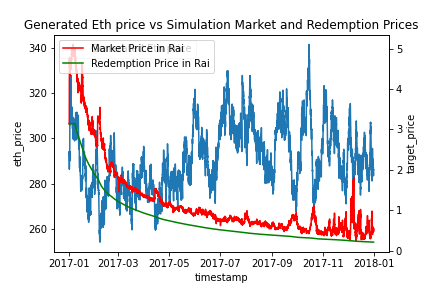 Generated Eth price vs Simulation Market and Redemption Prices
Market Price in Rai
Redemption Price in Rai
340
320
300
280
260
eth_price
5
4
3
2
1
0
target_price
2017-01 2017-03 2017-05 2017-07 2017-09 2017-11 2018-01
timestamp